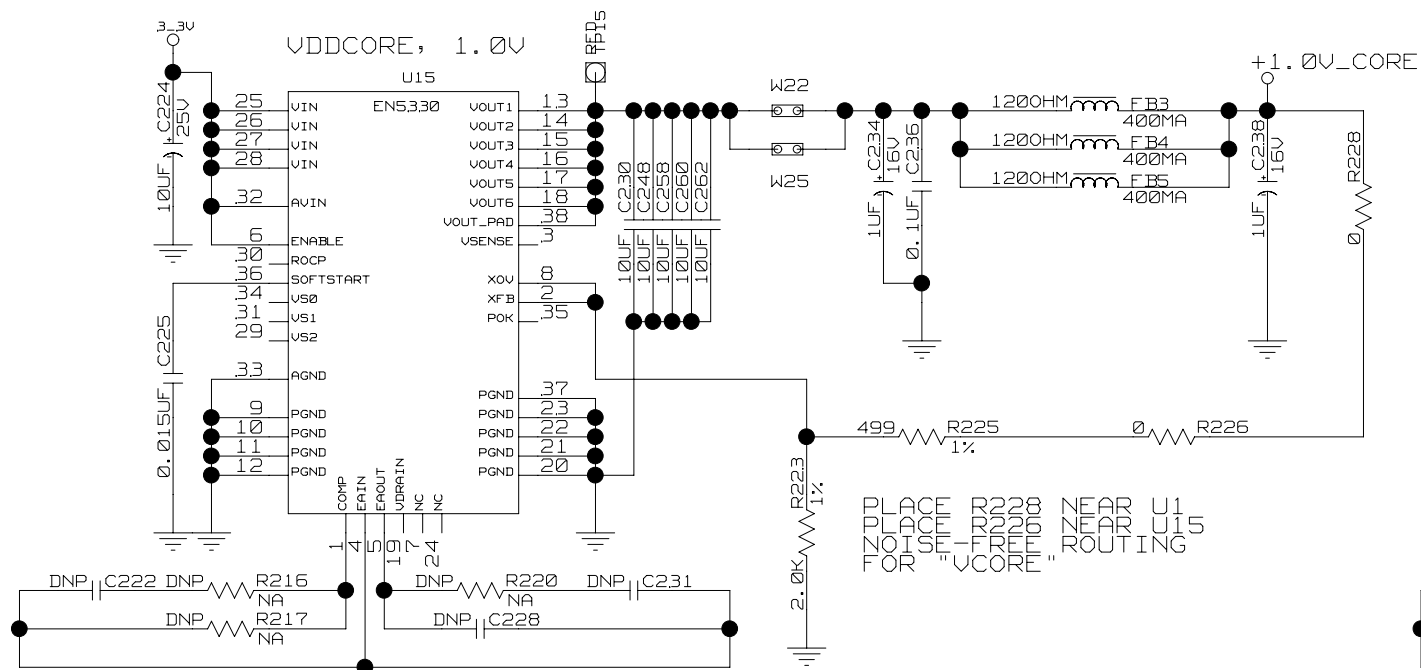 3_3V
VDDCORE, 1.0V
RED
TP15
+1.0V_CORE
U15
EN5330
C224
25V
10UF
25 VIN
26 VIN
27 VIN
28 VIN
32 AVIN
6 ENABLE
30 ROCP
36 SOFTSTART
34 VS0
31 VS1
29 VS2
33 AGND
9 PGND
10 PGND
11 PGND
12 PGND
VOUT1 13
VOUT2 14
VOUT3 15
VOUT4 16
VOUT5 17
VOUT6 18
VOUT_PAD 38
VSENSE 3
XOV 8
XFB 2
POK 35
PGND 37
PGND 23
PGND 22
PGND 21
PGND 20
COMP 1
EAIN 4
EAOUT 5
VDRAIN 19
NC 7
NC 24
C225
0.015UF
C230 10UF
C248 10UF
C258 10UF
C260 10UF
C262 10UF
W22
W25
C234
16V
1UF
C236
0.1UF
120OHM FB3
400MA
120OHM FB4
400MA
120OHM FB5
400MA
C238
16V
1UF
R228
0
499 R225
1%
0 R226
R223
1%
2.0K
PLACE R228 NEAR U1
PLACE R226 NEAR U15
NOISE-FREE ROUTING
FOR "VCORE"
DNP C222 DNP R216
NA
DNP R217
NA
DNP R220 DNP C231
NA
DNP C228